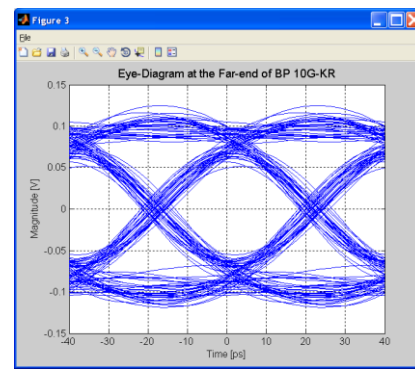 Figure 3
File
Eye-Diagram at the Far-end of BP 10G-KR
0.15
0.1
0.05
0
-0.05
-0.1
-0.15
Magnitude [V]
-40 -30 -20 -10 0 10 20 30 40
Time [ps]